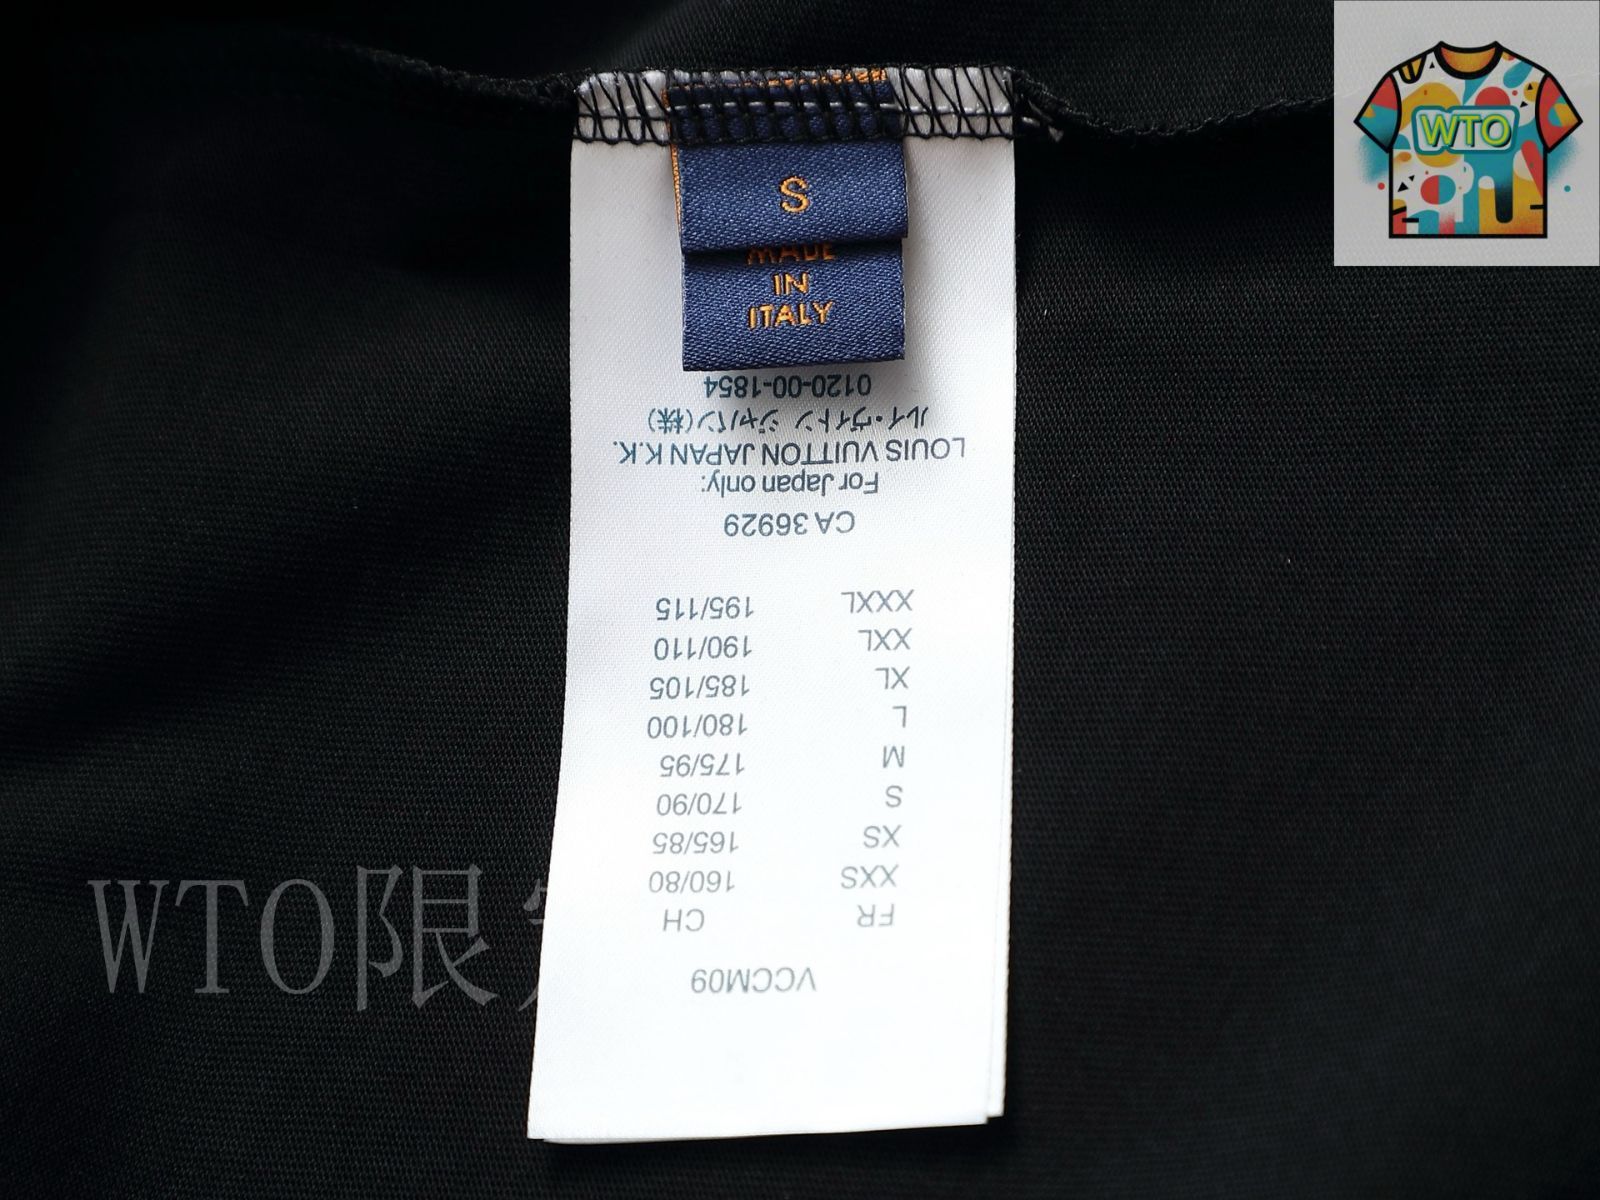 WTO
S
MADE
IN
ITALY
VCCM09
FR CH
XXS 160/80
XS 165/85
S 170/90
M 175/95
L 180/100
XL 185/105
XXL 190/110
XXXL 195/115
CA 36929
For Japan only:
LOUIS VUITTON JAPAN K.K.
ルイ・ヴィトン ジャパン(株)
0120-00-1854
WTO限